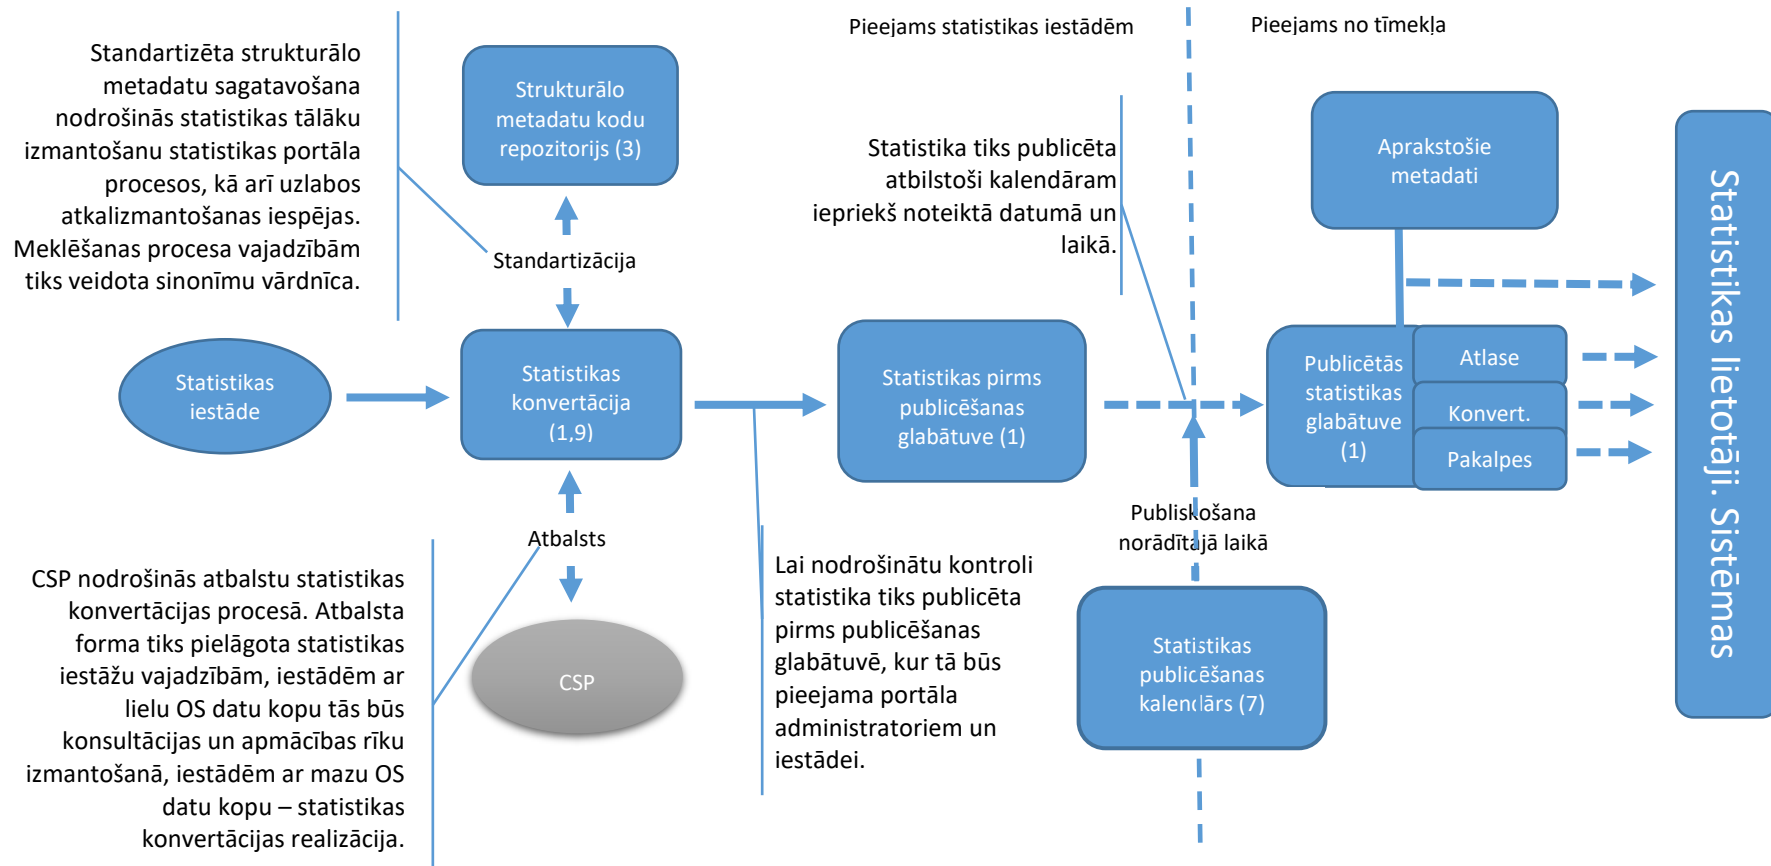 Pieejams statistikas iestādēm
Pieejams no tīmekļa
Standartizēta strukturālo
metadatu sagatavošana
nodrošinās statistikas tālāku
izmantošanu statistikas portāla
procesos, kā arī uzlabos
atkalizmantošanas iespējas.
Meklēšanas procesa vajadzībām
tiks veidota sinonīmu vārdnīca.
Strukturālo
metadatu kodu
repozitorijs (3)
Standartizācija
Statistika tiks publicēta
atbilstoši kalendāram
iepriekš noteiktā datumā un
laikā.
Aprakstošie
metadati
Statistikas
iestāde
Statistikas
konvertācija
(1,9)
Statistikas pirms
publicēšanas
glabātuve (1)
Publicētās
statistikas
glabātuve
(1)
Atlase
Konvert.
Pakalpes
Statistikas lietotāji. Sistēmas
Atbalsts
CSP
CSP nodrošinās atbalstu statistikas
konvertācijas procesā. Atbalsta
forma tiks pielāgota statistikas
iestāžu vajadzībām, iestādēm ar
lielu OS datu kopu tās būs
konsultācijas un apmācības rīku
izmantošanā, iestādēm ar mazu OS
datu kopu – statistikas
konvertācijas realizācija.
Lai nodrošinātu kontroli
statistika tiks publicēta
pirms publicēšanas
glabātuvē, kur tā būs
pieejama portāla
administratoriem un
iestādei.
Publiskošana
norādītajā laikā
Statistikas
publicēšanas
kalendārs (7)